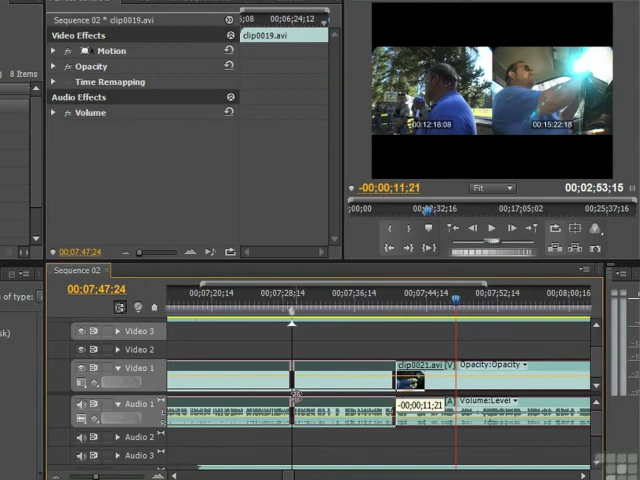 Sequence 02 * clip0019.avi
;08 00;06;24;12
Video Effects
clip0019.avi
fx Motion
8 Items
fx Opacity
Time Remapping
Audio Effects
fx Volume
00;12;18;08
00;15;22;18
-00;00;11;21
Fit
00;02;53;15
;00;00
00;17;05;02
00;25;37;16
00;07;47;24
Sequence 02
s of type:
00;07;47;24
00;07;20;14 00;07;28;14 00;07;36;14 00;07;44;14 00;07;52;14 00;08;00;16
Video 3
sk)
Video 2
Video 1
clip0021.avi [V] Opacity:Opacity
Audio 1
-00;00;11;21
[A] Volume:Level
L
R
Audio 2
Audio 3